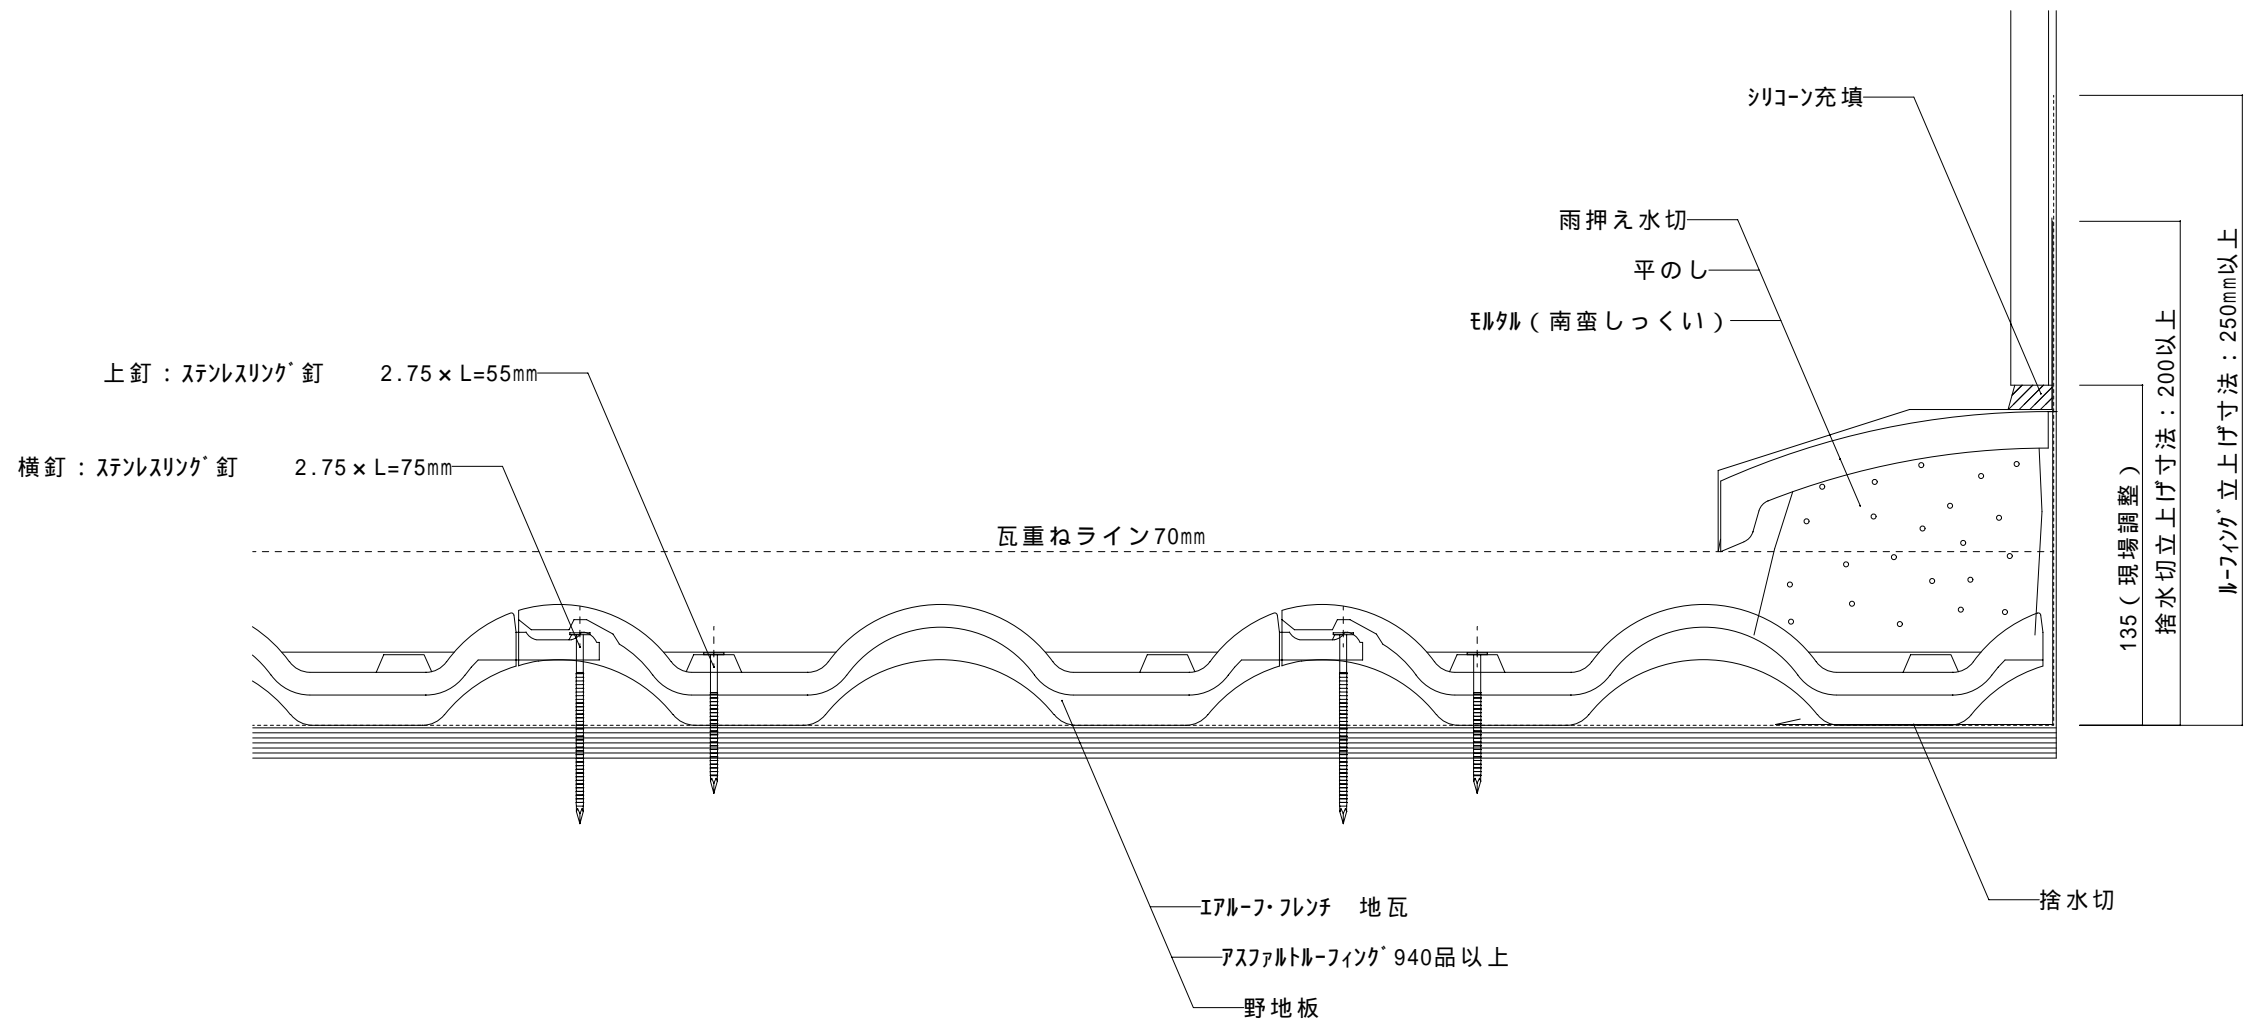 ｼﾘｺｰﾝ充填
雨押え水切
平のし
ﾓﾙﾀﾙ（南蛮しっくい）
上釘：ｽﾃﾝﾚｽﾘﾝｸﾞ釘　2.75×L=55mm
横釘：ｽﾃﾝﾚｽﾘﾝｸﾞ釘　2.75×L=75mm
瓦重ねライン70mm
135（現場調整）
捨水切立上げ寸法：200以上
ﾙｰﾌｨﾝｸﾞ立上げ寸法：250mm以上
ｴｱﾙｰﾌ･ﾌﾚﾝﾁ　地瓦
ｱｽﾌｧﾙﾄﾙｰﾌｨﾝｸﾞ940品以上
野地板
捨水切